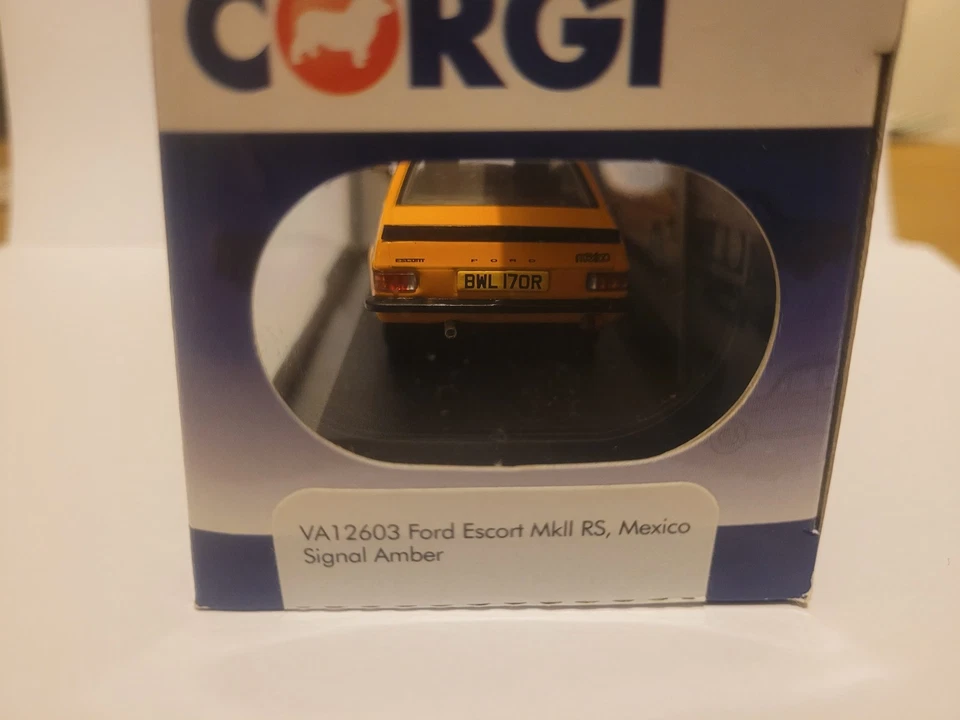 CORGI
ESCORT FORD MEXICO
BWL 170R
VA12603 Ford Escort MkII RS, Mexico
Signal Amber